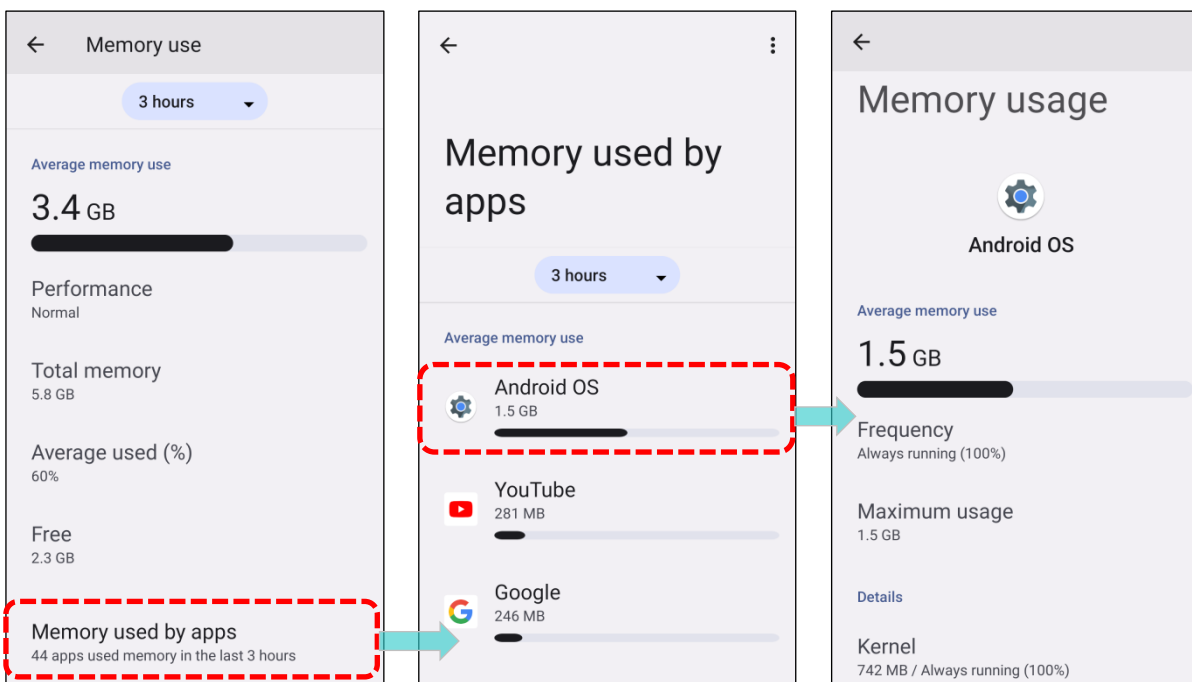 Memory use
3 hours
Average memory use
3.4 GB
Performance
Normal
Total memory
5.8 GB
Average used (%)
60%
Free
2.3 GB
Memory used by apps
44 apps used memory in the last 3 hours
Memory used by
apps
3 hours
Average memory use
Android OS
1.5 GB
YouTube
281 MB
Google
246 MB
Memory usage
Android OS
Average memory use
1.5 GB
Frequency
Always running (100%)
Maximum usage
1.5 GB
Details
Kernel
742 MB / Always running (100%)